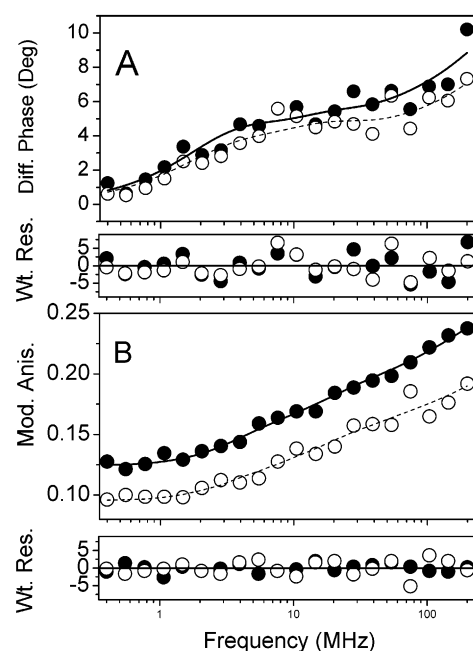 A
Diff. Phase (Deg)
10
8
6
4
2
0
Wt. Res.
5
0
-5
B
Mod. Anis.
0.25
0.20
0.15
0.10
Wt. Res.
5
0
-5
1
10
100
Frequency (MHz)